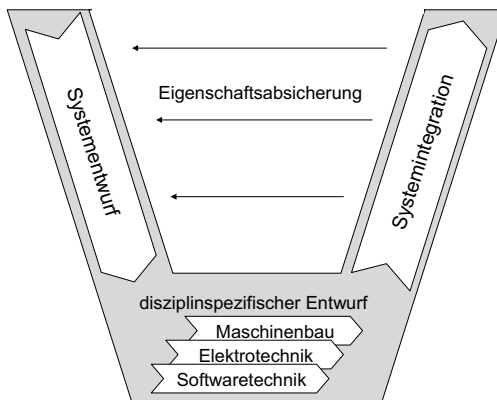 Systementwurf
Eigenschaftsabsicherung
Systemintegration
disziplinspezifischer Entwurf
Maschinenbau
Elektrotechnik
Softwaretechnik